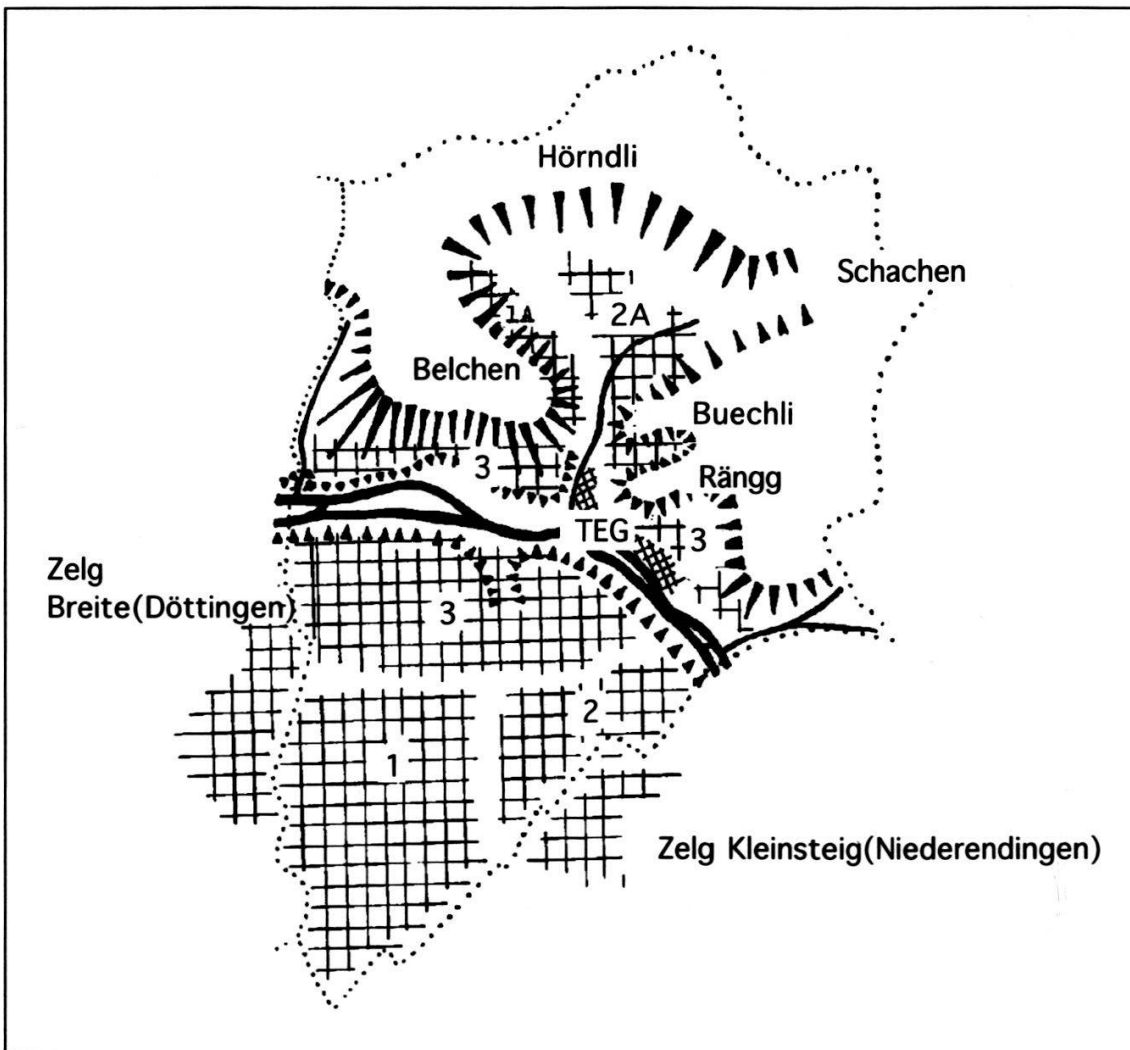 Hörndli
Schachen
1A
2A
Belchen
Buechli
3
Rängg
TEG
3
Zelg
Breite(Döttingen)
3
2
1
Zelg Kleinsteig(Niederendingen)